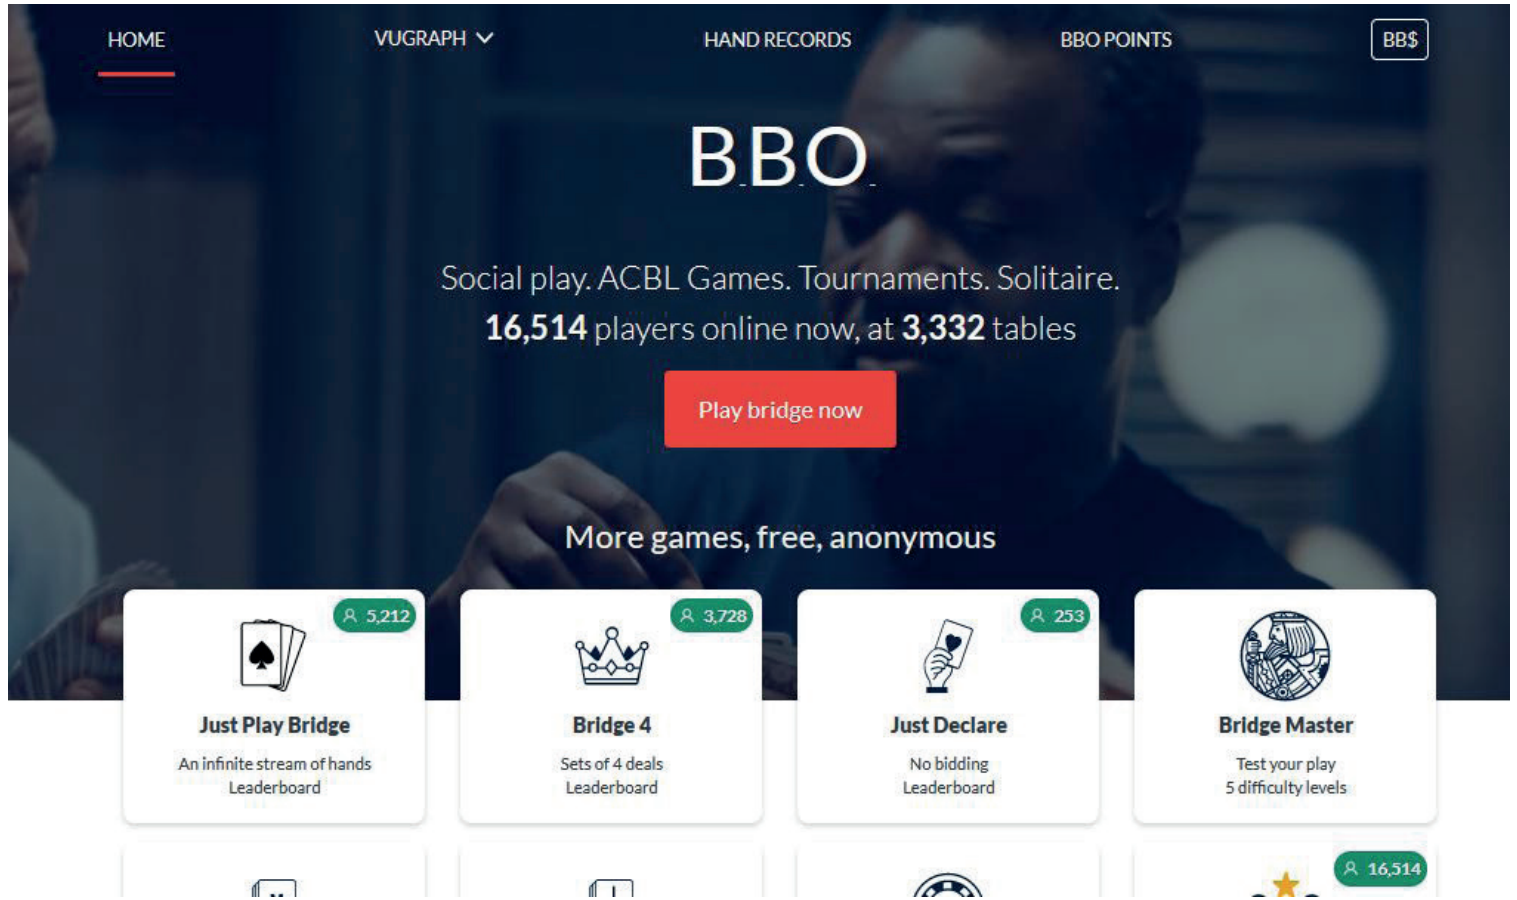 HOME
VUGRAPH
HAND RECORDS
BBO POINTS
BB$
B.B.O.
Social play. ACBL Games. Tournaments. Solitaire.
16,514 players online now, at 3,332 tables
Play bridge now
More games, free, anonymous
5,212
Just Play Bridge
An infinite stream of hands
Leaderboard
3,728
Bridge 4
Sets of 4 deals
Leaderboard
253
Just Declare
No bidding
Leaderboard
Bridge Master
Test your play
5 difficulty levels
16,514